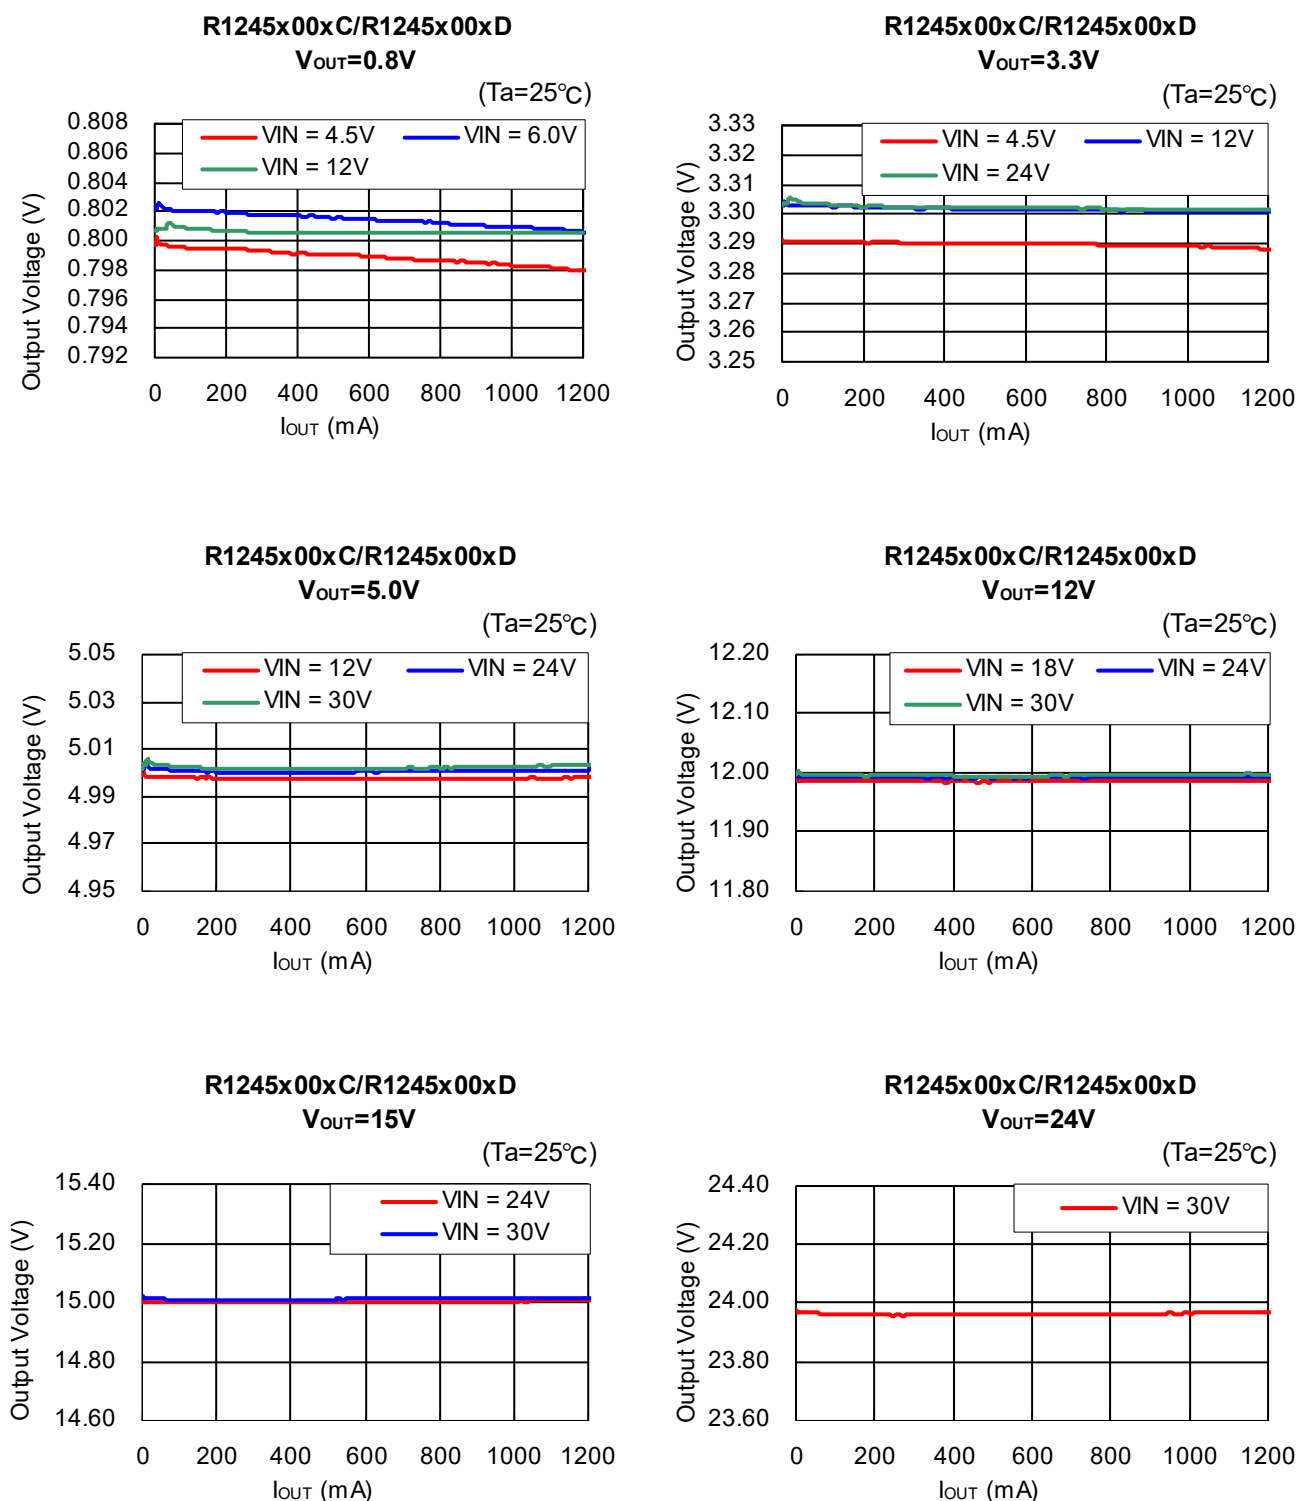 R1245x00xC/R1245x00xD
VOUT=0.8V
(Ta=25℃)
VIN = 4.5V
VIN = 6.0V
VIN = 12V
0.808
0.806
0.804
0.802
0.800
0.798
0.796
0.794
0.792
Output Voltage (V)
0 200 400 600 800 1000 1200
IOUT (mA)
R1245x00xC/R1245x00xD
VOUT=3.3V
(Ta=25℃)
VIN = 4.5V
VIN = 12V
VIN = 24V
3.33
3.32
3.31
3.30
3.29
3.28
3.27
3.26
3.25
Output Voltage (V)
0 200 400 600 800 1000 1200
IOUT (mA)
R1245x00xC/R1245x00xD
VOUT=5.0V
(Ta=25℃)
VIN = 12V
VIN = 24V
VIN = 30V
5.05
5.03
5.01
4.99
4.97
4.95
Output Voltage (V)
0 200 400 600 800 1000 1200
IOUT (mA)
R1245x00xC/R1245x00xD
VOUT=12V
(Ta=25℃)
VIN = 18V
VIN = 24V
VIN = 30V
12.20
12.10
12.00
11.90
11.80
Output Voltage (V)
0 200 400 600 800 1000 1200
IOUT (mA)
R1245x00xC/R1245x00xD
VOUT=15V
(Ta=25℃)
VIN = 24V
VIN = 30V
15.40
15.20
15.00
14.80
14.60
Output Voltage (V)
0 200 400 600 800 1000 1200
IOUT (mA)
R1245x00xC/R1245x00xD
VOUT=24V
(Ta=25℃)
VIN = 30V
24.40
24.20
24.00
23.80
23.60
Output Voltage (V)
0 200 400 600 800 1000 1200
IOUT (mA)